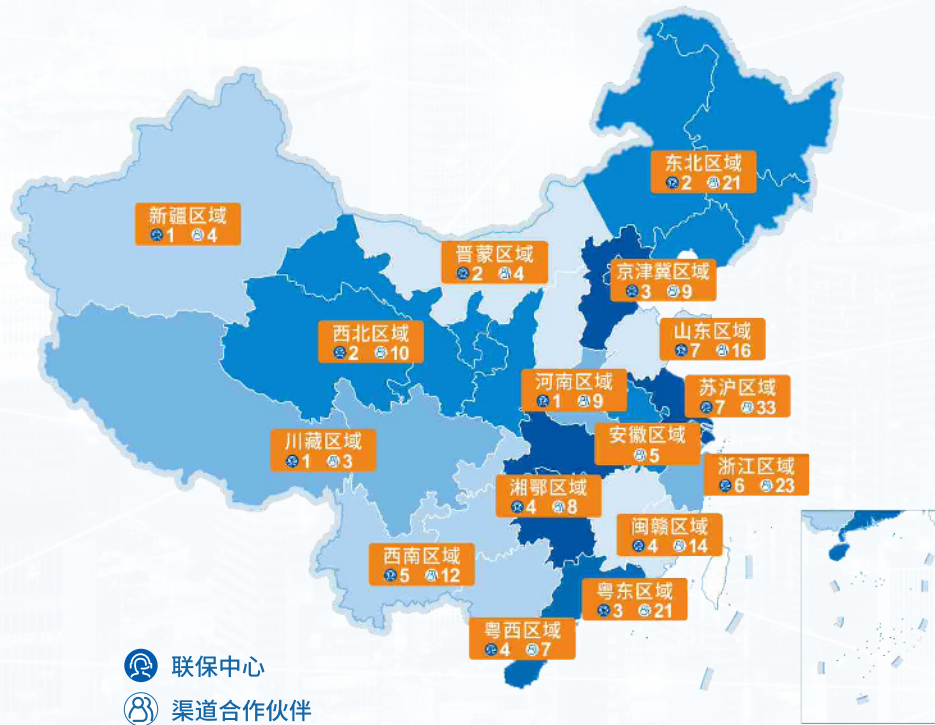 东北区域
2 21
新疆区域
1 4
晋蒙区域
2 4
京津冀区域
3 9
西北区域
2 10
山东区域
7 16
河南区域
1 9
苏沪区域
7 33
川藏区域
1 3
安徽区域
5
浙江区域
6 23
湘鄂区域
4 8
闽赣区域
4 14
西南区域
5 12
粤东区域
3 21
粤西区域
4 7
联保中心
渠道合作伙伴